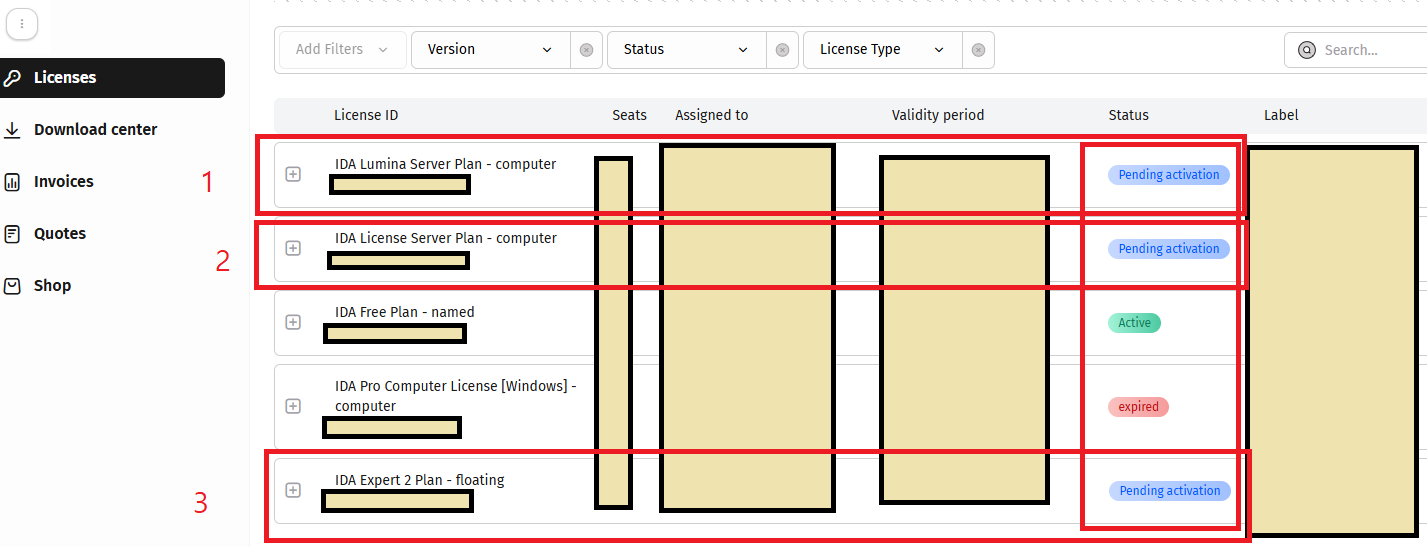 Add Filters
Version
Status
License Type
Search...
Licenses
Download center
Invoices
Quotes
Shop
License ID
Seats
Assigned to
Validity period
Status
Label
1
IDA Lumina Server Plan - computer
Pending activation
2
IDA License Server Plan - computer
Pending activation
IDA Free Plan - named
Active
IDA Pro Computer License [Windows] -
computer
expired
3
IDA Expert 2 Plan - floating
Pending activation